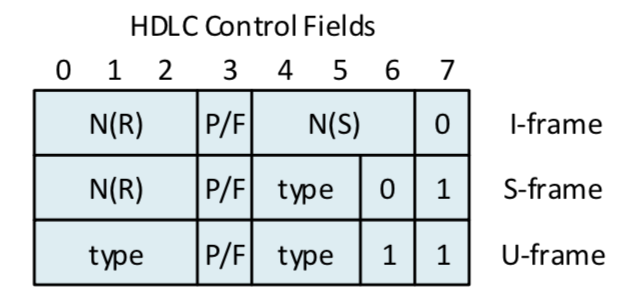 HDLC Control Fields
0 1 2 3 4 5 6 7
N(R) P/F N(S) 0 I-frame
N(R) P/F type 0 1 S-frame
type P/F type 1 1 U-frame